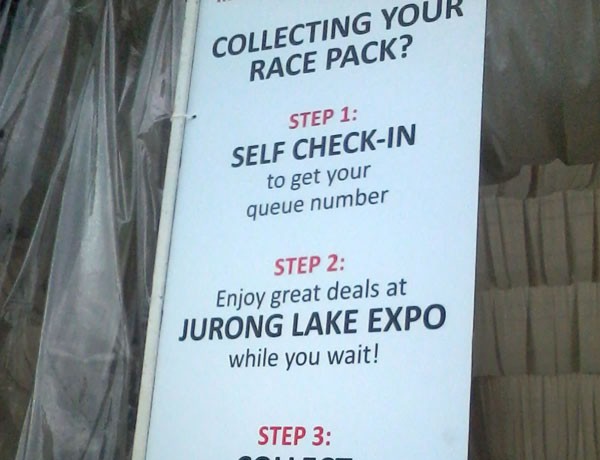 COLLECTING YOUR
RACE PACK?
STEP 1:
SELF CHECK-IN
to get your
queue number
STEP 2:
Enjoy great deals at
JURONG LAKE EXPO
while you wait!
STEP 3:
COLLECT